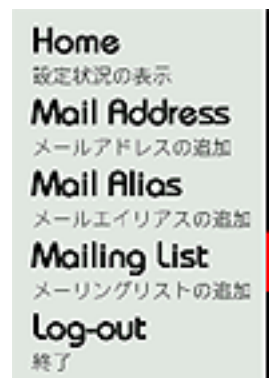 Home
設定状況の表示
Mail Address
メールアドレスの追加
Mail Alias
メールエイリアスの追加
Mailing List
メーリングリストの追加
Log-out
終了